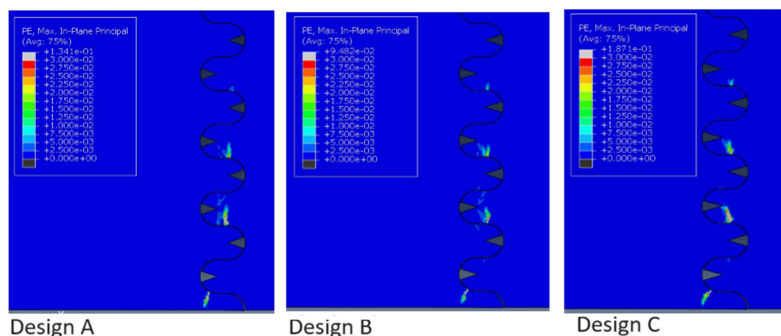 PE, Max. In-Plane Principal
(Avg: 75%)
+1.341e-01
+3.000e-02
+2.750e-02
+2.500e-02
+2.250e-02
+2.000e-02
+1.750e-02
+1.500e-02
+1.250e-02
+1.000e-02
+7.500e-03
+5.000e-03
+2.500e-03
+0.000e+00
Design A
PE, Max. In-Plane Principal
(Avg: 75%)
+9.482e-02
+3.000e-02
+2.750e-02
+2.500e-02
+2.250e-02
+2.000e-02
+1.750e-02
+1.500e-02
+1.250e-02
+1.000e-02
+7.500e-03
+5.000e-03
+2.500e-03
+0.000e+00
Design B
PE, Max. In-Plane Principal
(Avg: 75%)
+1.871e-01
+3.000e-02
+2.750e-02
+2.500e-02
+2.250e-02
+2.000e-02
+1.750e-02
+1.500e-02
+1.250e-02
+1.000e-02
+7.500e-03
+5.000e-03
+2.500e-03
+0.000e+00
Design C